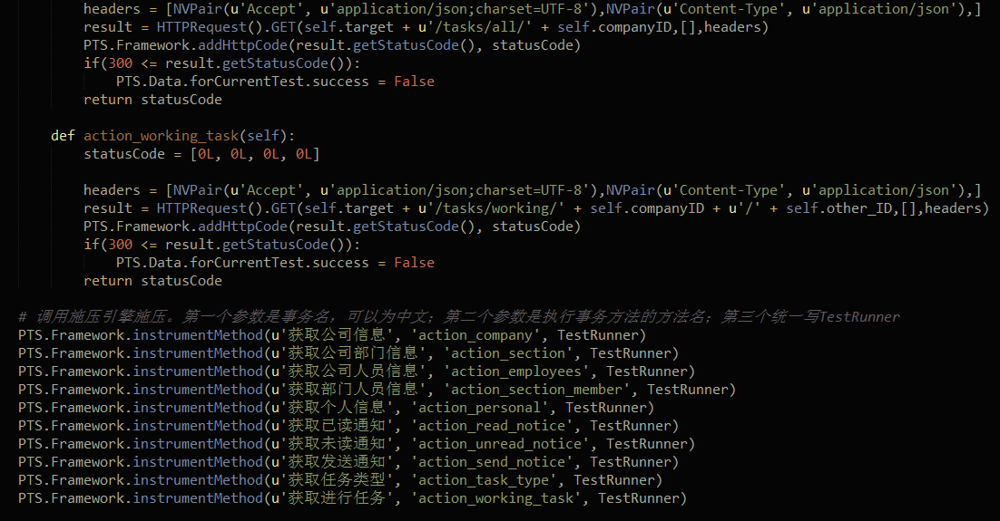 headers = [NVPair(u'Accept', u'application/json;charset=UTF-8'),NVPair(u'Content-Type', u'application/json'),]
result = HTTPRequest().GET(self.target + u'/tasks/all/' + self.companyID,[],headers)
PTS.Framework.addHttpCode(result.getStatusCode(), statusCode)
if(300 <= result.getStatusCode()):
PTS.Data.forCurrentTest.success = False
return statusCode
def action_working_task(self):
statusCode = [0L, 0L, 0L, 0L]
headers = [NVPair(u'Accept', u'application/json;charset=UTF-8'),NVPair(u'Content-Type', u'application/json'),]
result = HTTPRequest().GET(self.target + u'/tasks/working/' + self.companyID + u'/' + self.other_ID,[],headers)
PTS.Framework.addHttpCode(result.getStatusCode(), statusCode)
if(300 <= result.getStatusCode()):
PTS.Data.forCurrentTest.success = False
return statusCode
# 调用施压引擎施压。第一个参数是事务名，可以为中文；第二个参数是执行事务方法的方法名；第三个统一写TestRunner
PTS.Framework.instrumentMethod(u'获取公司信息', 'action_company', TestRunner)
PTS.Framework.instrumentMethod(u'获取公司部门信息', 'action_section', TestRunner)
PTS.Framework.instrumentMethod(u'获取公司人员信息', 'action_employees', TestRunner)
PTS.Framework.instrumentMethod(u'获取部门人员信息', 'action_section_member', TestRunner)
PTS.Framework.instrumentMethod(u'获取个人信息', 'action_personal', TestRunner)
PTS.Framework.instrumentMethod(u'获取已读通知', 'action_read_notice', TestRunner)
PTS.Framework.instrumentMethod(u'获取未读通知', 'action_unread_notice', TestRunner)
PTS.Framework.instrumentMethod(u'获取发送通知', 'action_send_notice', TestRunner)
PTS.Framework.instrumentMethod(u'获取任务类型', 'action_task_type', TestRunner)
PTS.Framework.instrumentMethod(u'获取进行任务', 'action_working_task', TestRunner)